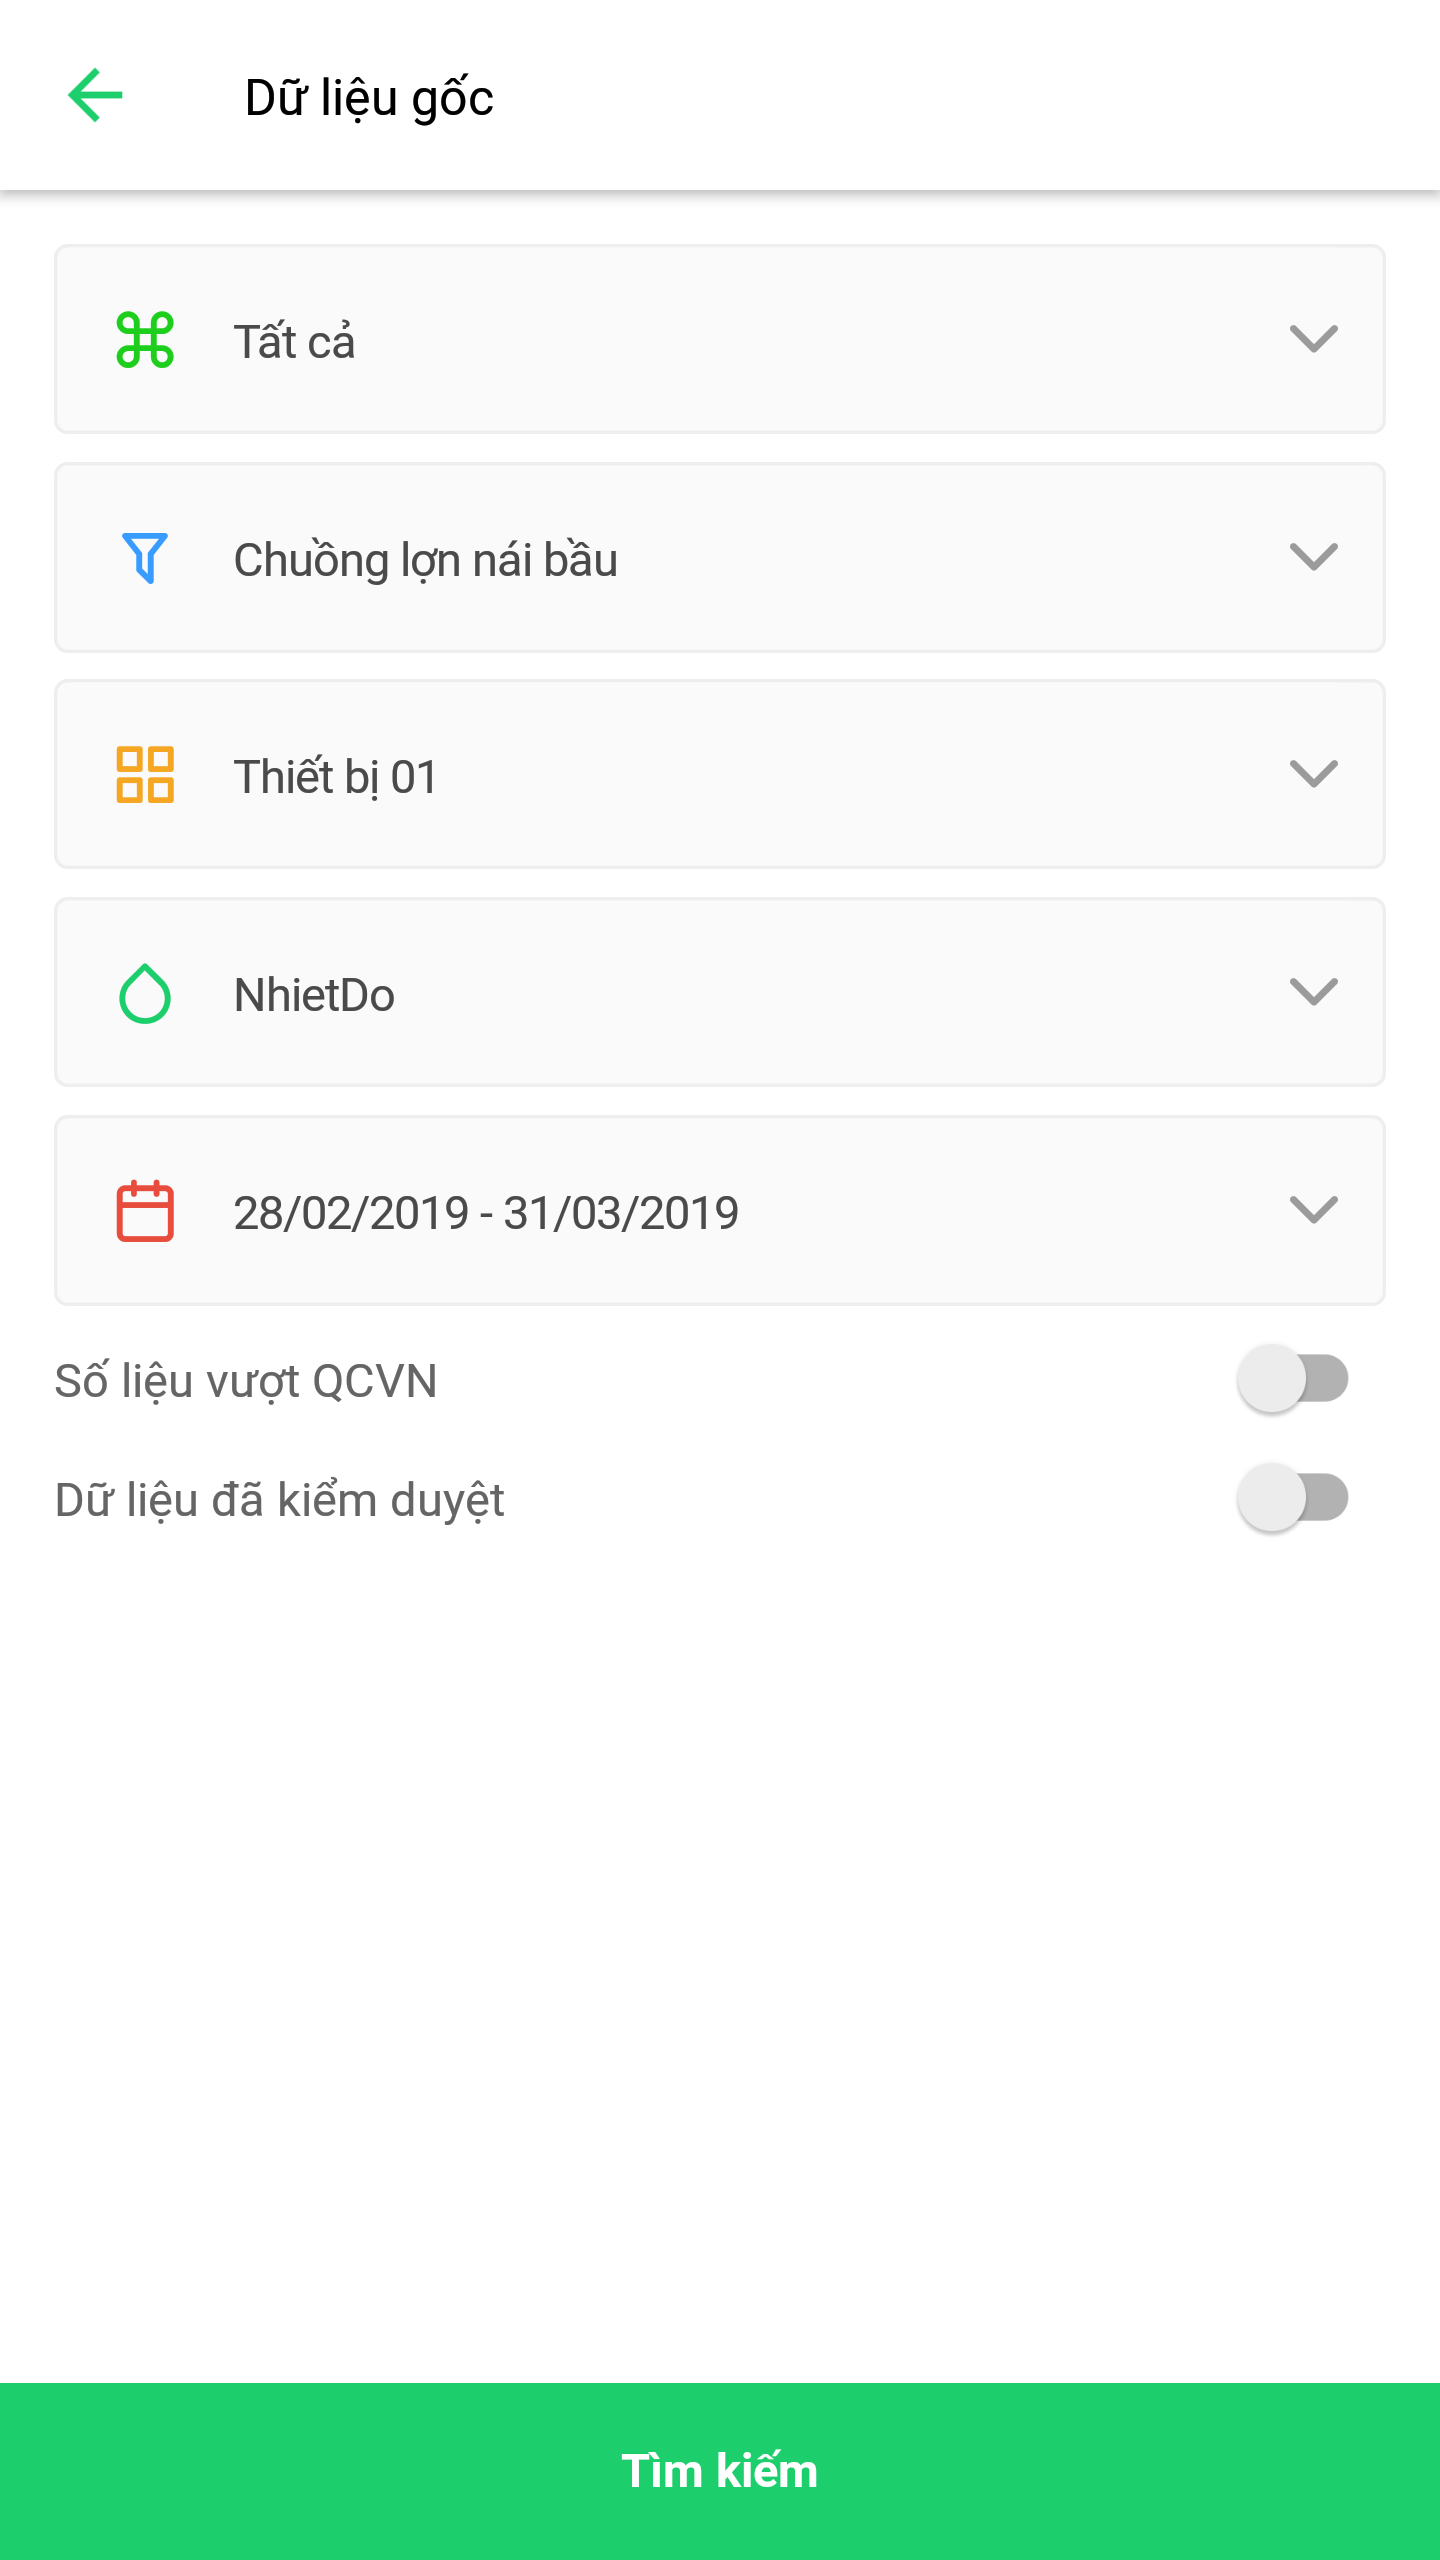 Dữ liệu gốc
Tất cả
Chuồng lợn nái bầu
Thiết bị 01
NhietDo
28/02/2019 - 31/03/2019
Số liệu vượt QCVN
Dữ liệu đã kiểm duyệt
Tìm kiếm